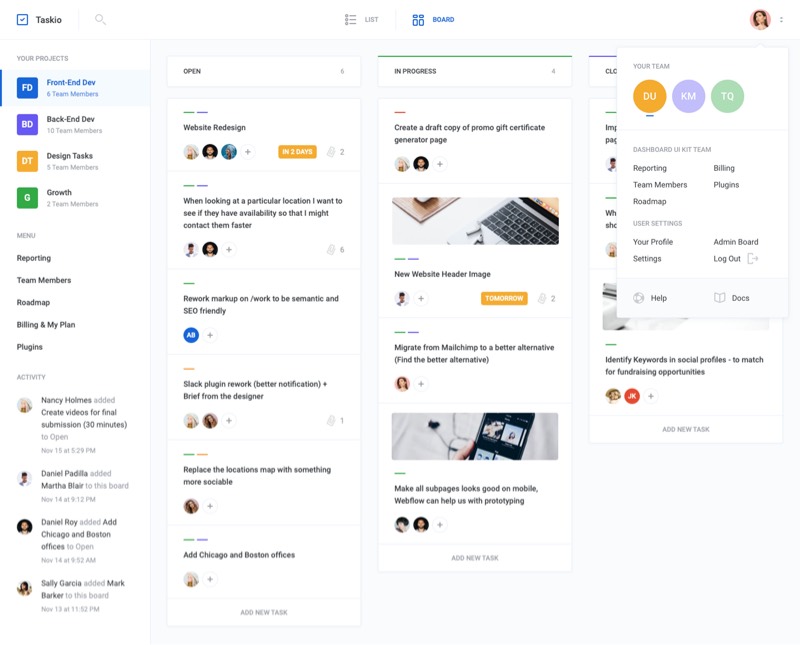 Taskio
LIST
BOARD
YOUR PROJECTS
FD
Front-End Dev
6 Team Members
BD
Back-End Dev
10 Team Members
DT
Design Tasks
5 Team Members
G
Growth
2 Team Members
MENU
Reporting
Team Members
Roadmap
Billing & My Plan
Plugins
ACTIVITY
Nancy Holmes added
Create videos for final
submission (30 minutes)
to Open
Nov 15 at 5:29 PM
Daniel Padilla added
Martha Blair to this board
Nov 14 at 9:12 PM
Daniel Roy added Add
Chicago and Boston
offices to Open
Nov 14 at 9:52 AM
Sally Garcia added Mark
Barker to this board
Nov 13 at 11:52 PM
OPEN 6
Website Redesign
+ IN 2 DAYS 2
When looking at a particular location I want to
see if they have availability so that I might
contact them faster
+ 6
Rework markup on /work to be semantic and
SEO friendly
AB +
Slack plugin rework (better notification) +
Brief from the designer
+ 1
Replace the locations map with something
more sociable
+
Add Chicago and Boston offices
+
ADD NEW TASK
IN PROGRESS 4
Create a draft copy of promo gift certificate
generator page
+
New Website Header Image
+ TOMORROW 2
Migrate from Mailchimp to a better alternative
(Find the better alternative)
+
Make all subpages looks good on mobile,
Webflow can help us with prototyping
+
ADD NEW TASK
CLO
Imp
pag
Wh
sho
Identify Keywords in social profiles - to match
for fundraising opportunities
JK +
ADD NEW TASK
YOUR TEAM
DU KM TQ
DASHBOARD UI KIT TEAM
Reporting Billing
Team Members Plugins
Roadmap
USER SETTINGS
Your Profile Admin Board
Settings Log Out
Help Docs